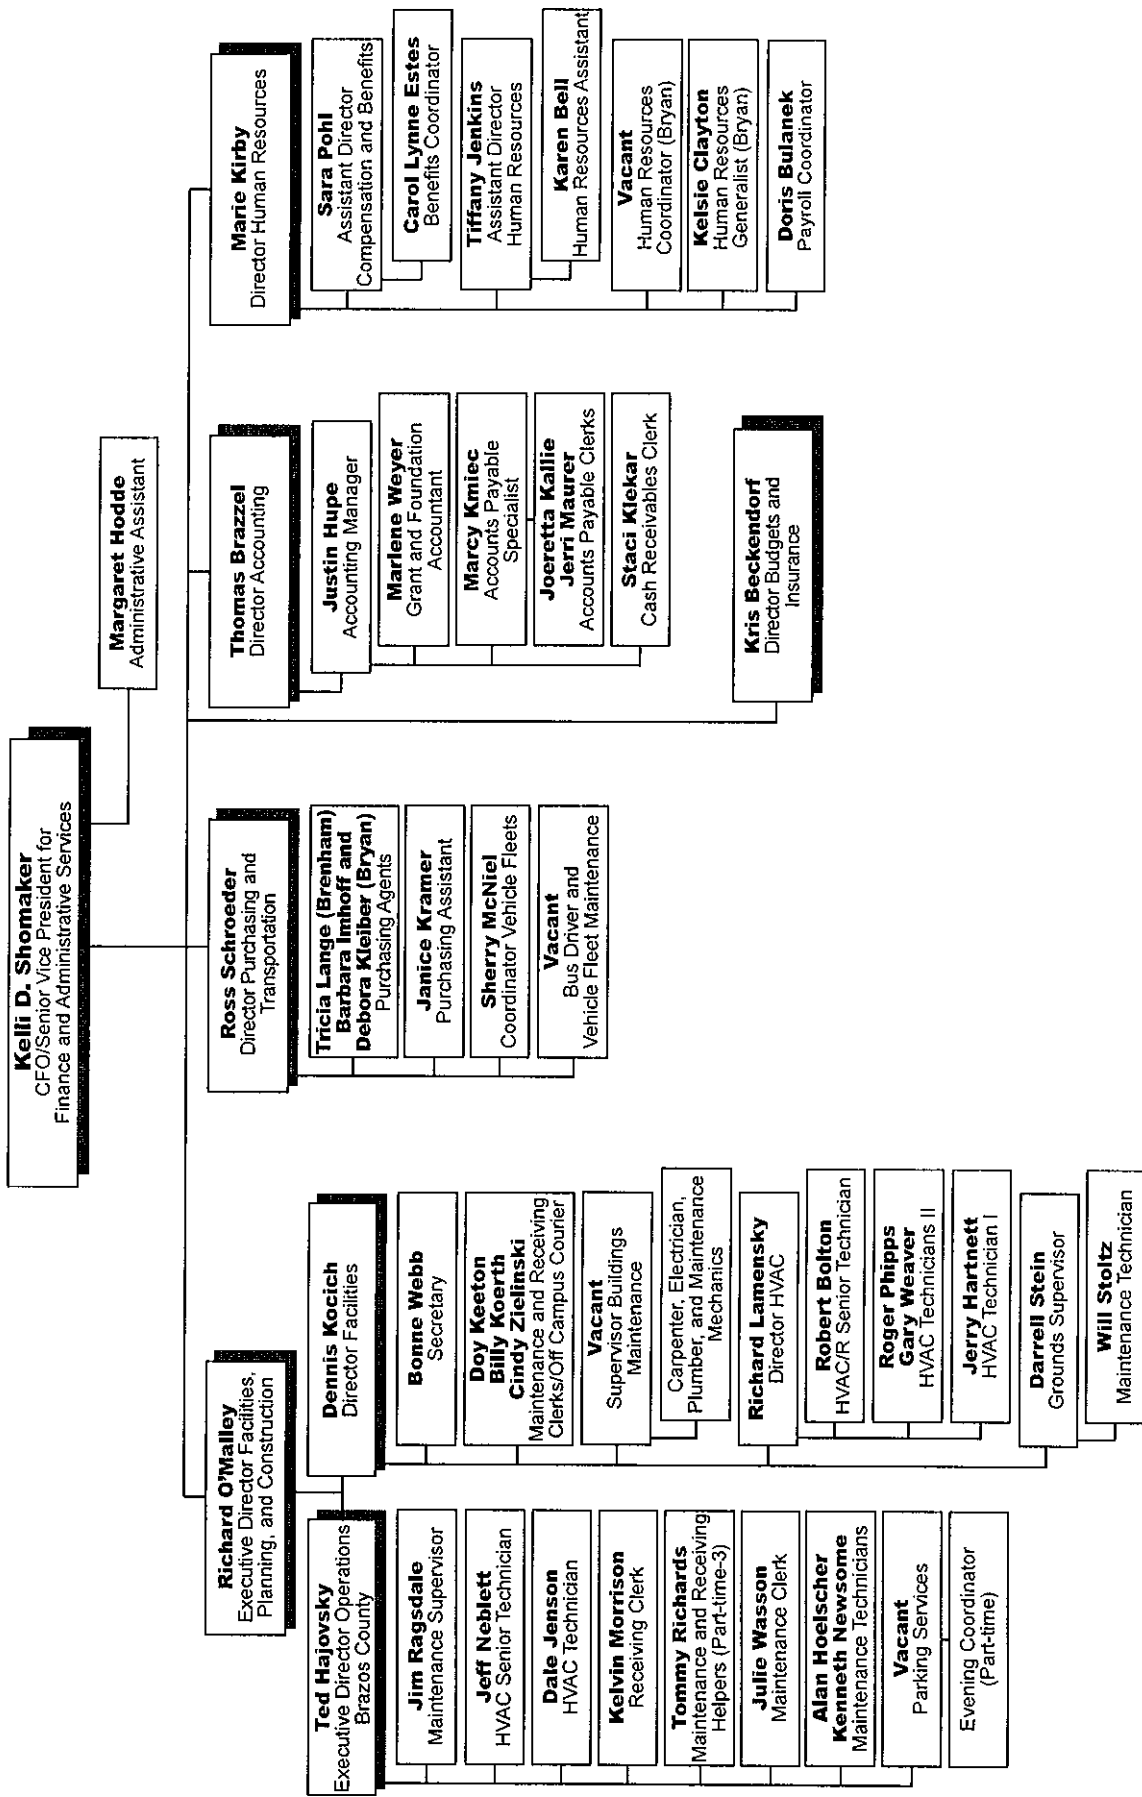 Kelli D. Shomaker
CFO/Senior Vice President for
Finance and Administrative Services
Margaret Hodde
Administrative Assistant
Richard O'Malley
Executive Director Facilities,
Planning, and Construction
Ted Hajovsky
Executive Director Operations
Brazos County
Jim Ragsdale
Maintenance Supervisor
Jeff Neblett
HVAC Senior Technician
Dale Jenson
HVAC Technician
Kelvin Morrison
Receiving Clerk
Tommy Richards
Maintenance and Receiving
Helpers (Part-time-3)
Julie Wasson
Maintenance Clerk
Alan Hoelscher
Kenneth Newsome
Maintenance Technicians
Vacant
Parking Services
Evening Coordinator
(Part-time)
Dennis Kocich
Director Facilities
Bonne Webb
Secretary
Doy Keeton
Billy Koerth
Cindy Zielinski
Maintenance and Receiving
Clerks/Off Campus Courier
Vacant
Supervisor Buildings
Maintenance
Carpenter, Electrician,
Plumber, and Maintenance
Mechanics
Richard Lamensky
Director HVAC
Robert Bolton
HVAC/R Senior Technician
Roger Phipps
Gary Weaver
HVAC Technicians II
Jerry Hartnett
HVAC Technician I
Darrell Stein
Grounds Supervisor
Will Stoltz
Maintenance Technician
Ross Schroeder
Director Purchasing and
Transportation
Tricia Lange (Brenham)
Barbara Imhoff and
Debora Kleiber (Bryan)
Purchasing Agents
Janice Kramer
Purchasing Assistant
Sherry McNiel
Coordinator Vehicle Fleets
Vacant
Bus Driver and
Vehicle Fleet Maintenance
Thomas Brazzel
Director Accounting
Justin Hupe
Accounting Manager
Marlene Weyer
Grant and Foundation
Accountant
Marcy Kmiec
Accounts Payable
Specialist
Joeretta Kallie
Jerri Maurer
Accounts Payable Clerks
Staci Klekar
Cash Receivables Clerk
Kris Beckendorf
Director Budgets and
Insurance
Marie Kirby
Director Human Resources
Sara Pohl
Assistant Director
Compensation and Benefits
Carol Lynne Estes
Benefits Coordinator
Tiffany Jenkins
Assistant Director
Human Resources
Karen Bell
Human Resources Assistant
Vacant
Human Resources
Coordinator (Bryan)
Kelsie Clayton
Human Resources
Generalist (Bryan)
Doris Bulanek
Payroll Coordinator